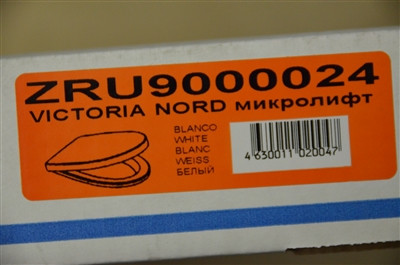 ZRU9000024
VICTORIA NORD микролифт
BLANCO
WHITE
BLANC
WEISS
БЕЛЫЙ
4 630011 020047